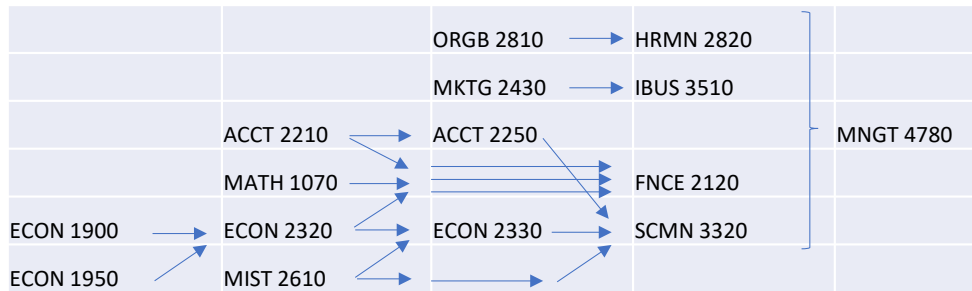 ORGB 2810 HRMN 2820
MKTG 2430 IBUS 3510
ACCT 2210 ACCT 2250 MNGT 4780
MATH 1070 FNCE 2120
ECON 1900 ECON 2320 ECON 2330 SCMN 3320
ECON 1950 MIST 2610